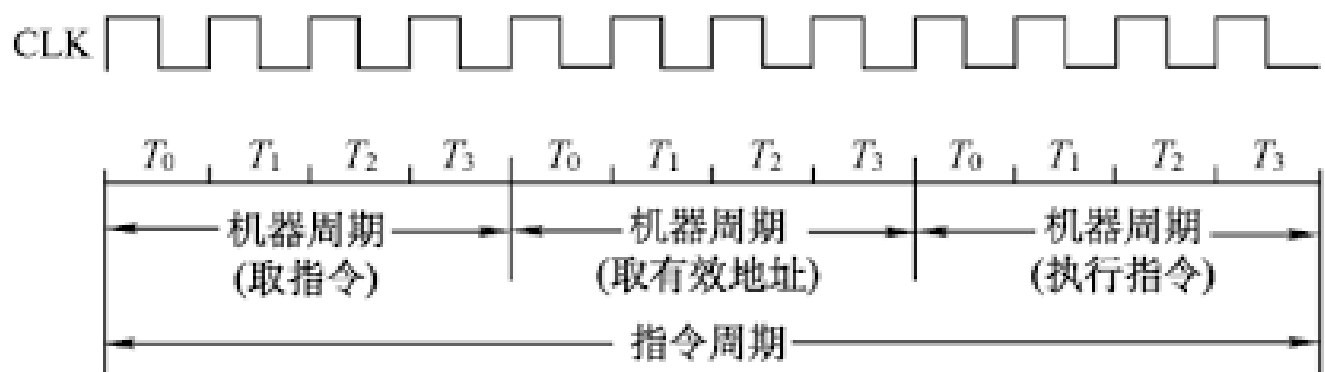 CLK
T₀ T₁ T₂ T₃ T₀ T₁ T₂ T₃ T₀ T₁ T₂ T₃
机器周期 机器周期 机器周期
(取指令) (取有效地址) (执行指令)
指令周期